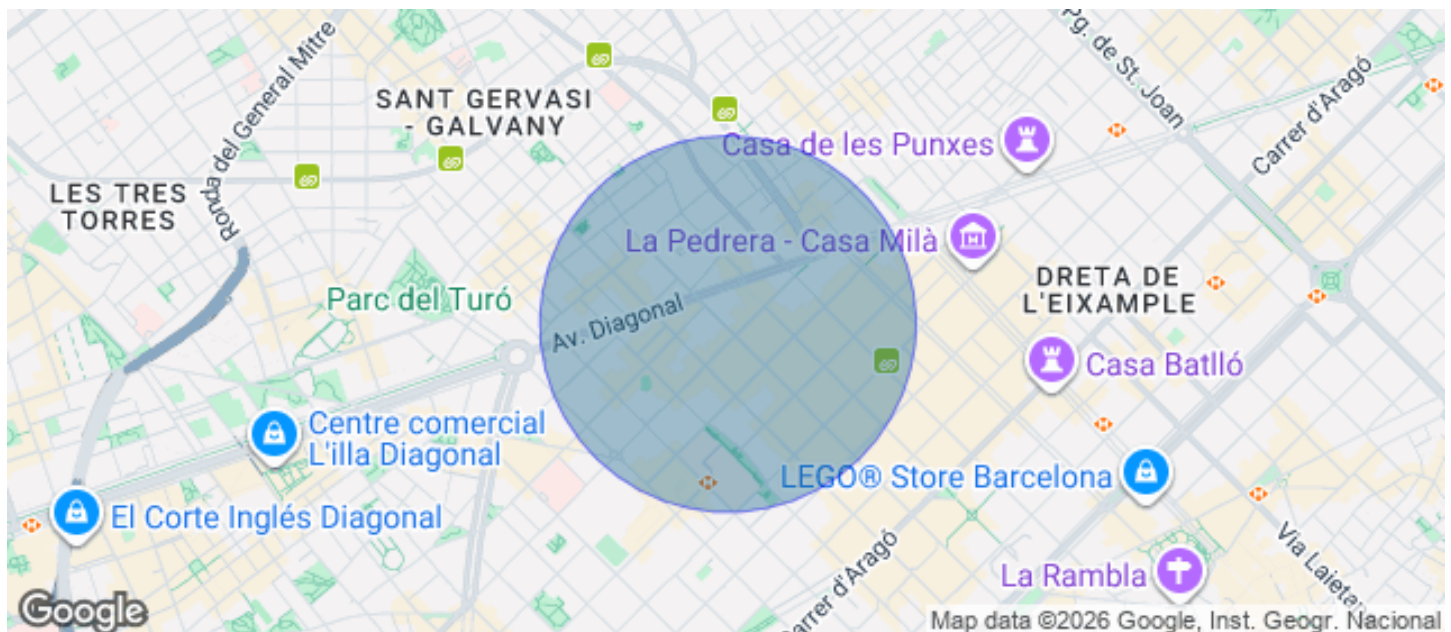 Ronda del General Mitre
SANT GERVASI
- GALVANY
LES TRES
TORRES
Pg. de St. Joan
Carrer d'Aragó
Casa de les Punxes
La Pedrera - Casa Milà
DRETA DE
L'EIXAMPLE
Parc del Turó
Av. Diagonal
Casa Batlló
Centre comercial
L'illa Diagonal
LEGO® Store Barcelona
El Corte Inglés Diagonal
Carrer d'Aragó
La Rambla
Via Laietan
Google
Map data ©2026 Google, Inst. Geogr. Nacional